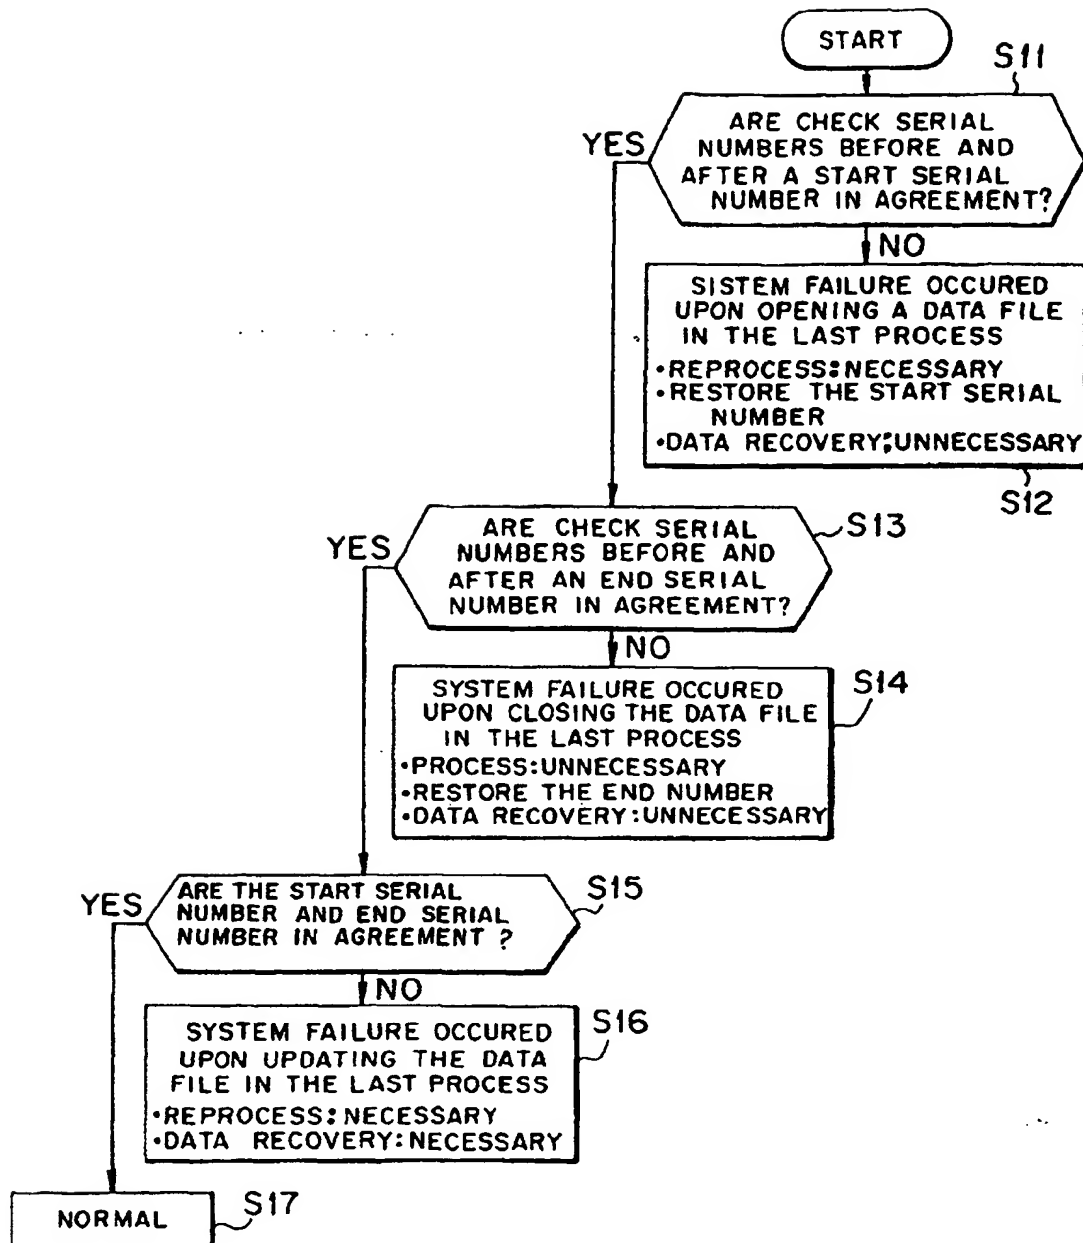 START
S11
ARE CHECK SERIAL
NUMBERS BEFORE AND
AFTER A START SERIAL
NUMBER IN AGREEMENT?
YES
NO
SISTEM FAILURE OCCURED
UPON OPENING A DATA FILE
IN THE LAST PROCESS
•REPROCESS:NECESSARY
•RESTORE THE START SERIAL
NUMBER
•DATA RECOVERY;UNNECESSARY
S12
S13
ARE CHECK SERIAL
NUMBERS BEFORE AND
AFTER AN END SERIAL
NUMBER IN AGREEMENT?
YES
NO
S14
SYSTEM FAILURE OCCURED
UPON CLOSING THE DATA FILE
IN THE LAST PROCESS
•PROCESS:UNNECESSARY
•RESTORE THE END NUMBER
•DATA RECOVERY:UNNECESSARY
S15
ARE THE START SERIAL
NUMBER AND END SERIAL
NUMBER IN AGREEMENT ?
YES
NO
S16
SYSTEM FAILURE OCCURED
UPON UPDATING THE DATA
FILE IN THE LAST PROCESS
•REPROCESS:NECESSARY
•DATA RECOVERY:NECESSARY
NORMAL
S17